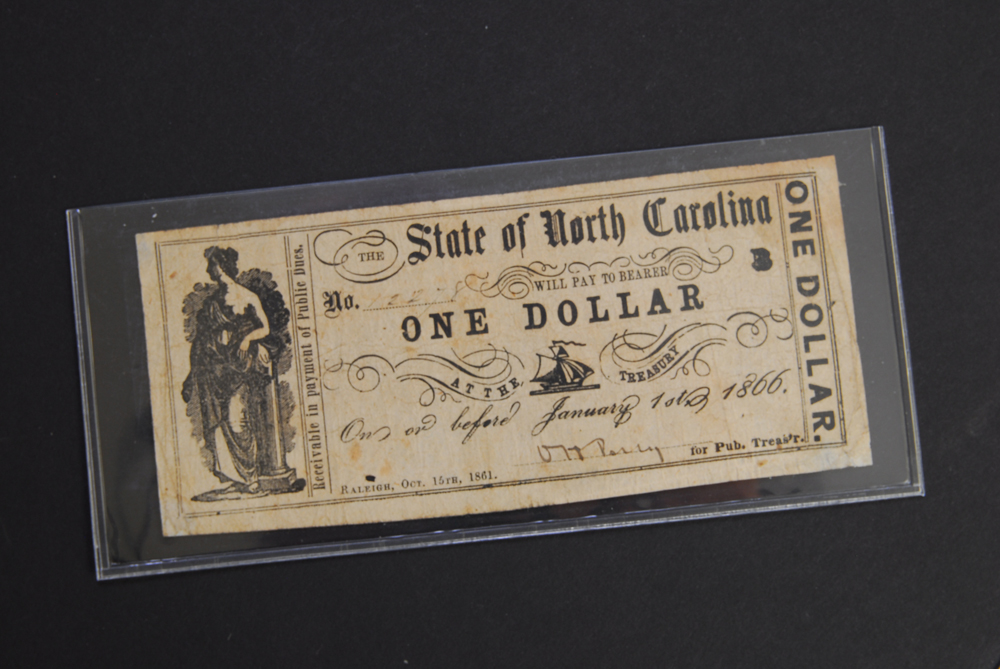 Receivable in payment of Public Dues.
THE State of North Carolina
WILL PAY TO BEARER B
No.
ONE DOLLAR
AT THE TREASURY
On or before January 1st, 1866.
for Pub. Treas'r.
RALEIGH, OCT. 15TH, 1861.
ONE DOLLAR.